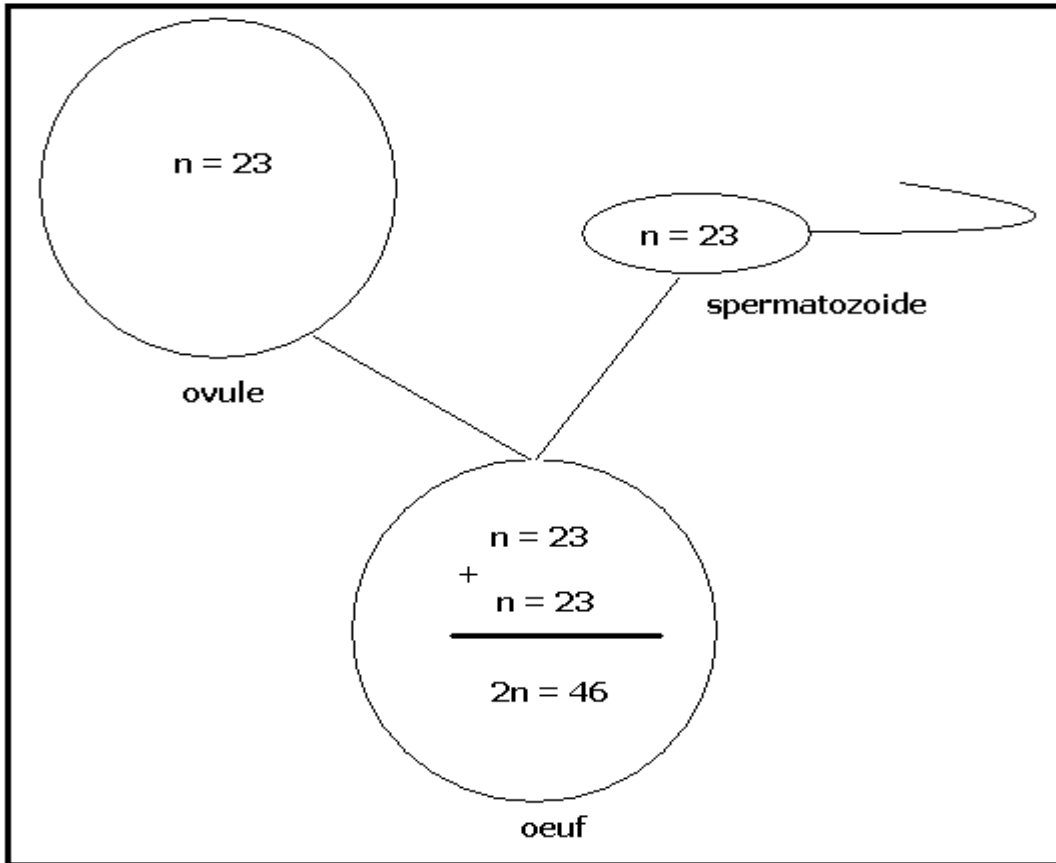 n = 23
n = 23
spermatozoide
ovule
n = 23
+
n = 23
2n = 46
oeuf